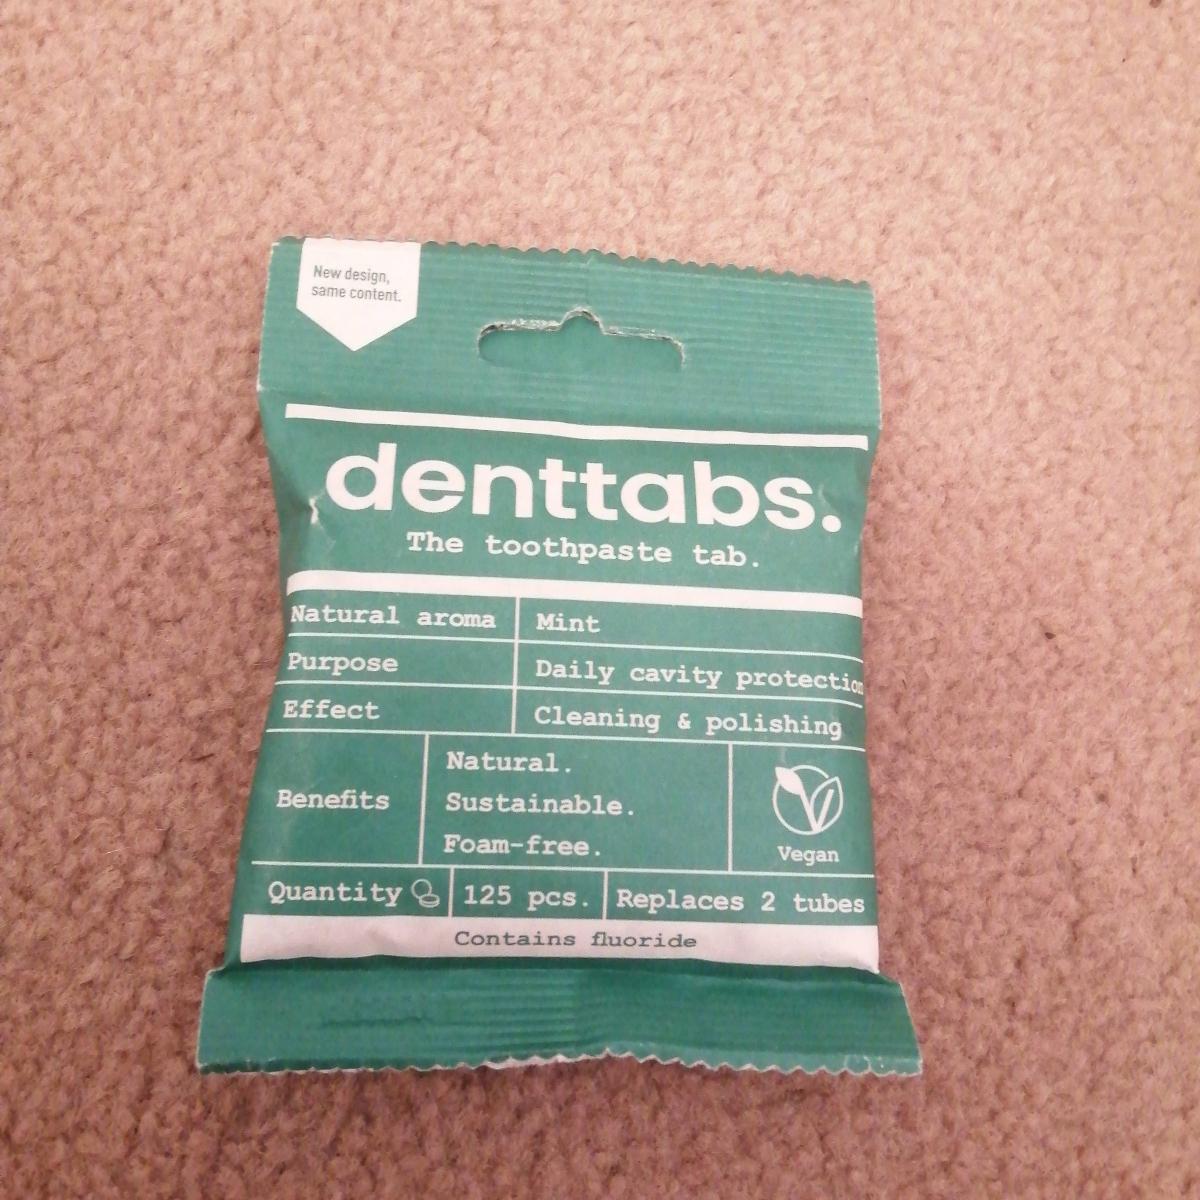 New design,
same content.
denttabs.
The toothpaste tab.
Natural aroma Mint
Purpose Daily cavity protection
Effect Cleaning & polishing
Benefits
Natural.
Sustainable.
Foam-free.
Vegan
Quantity 125 pcs. Replaces 2 tubes
Contains fluoride